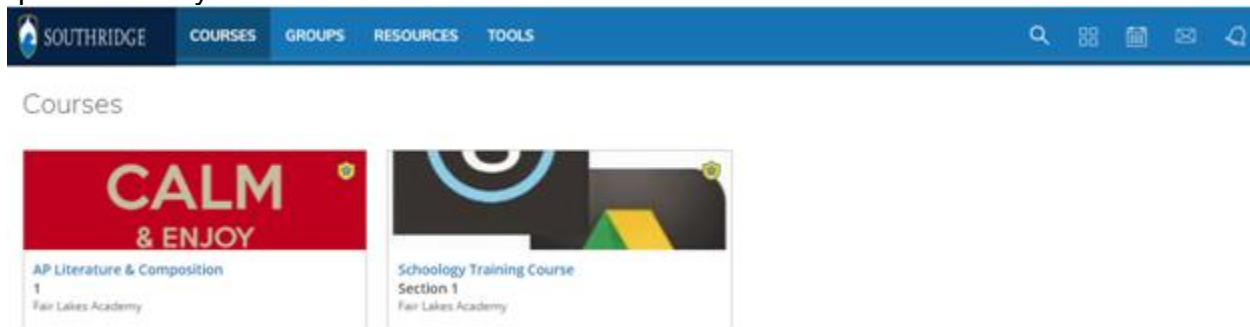 SOUTHRIDGE COURSES GROUPS RESOURCES TOOLS
Courses
CALM
& ENJOY
AP Literature & Composition
1
Fair Lakes Academy
Schoology Training Course
Section 1
Fair Lakes Academy